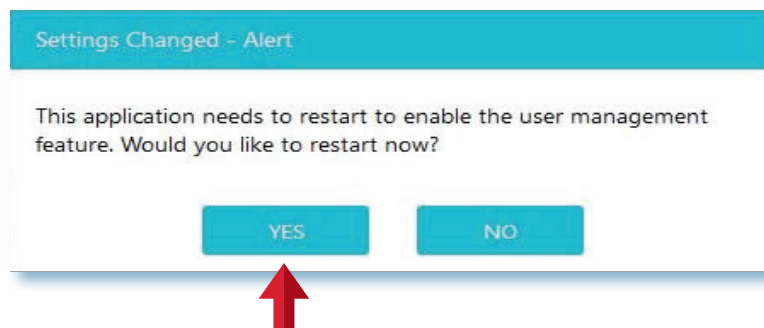 Settings Changed - Alert
This application needs to restart to enable the user management
feature. Would you like to restart now?
YES
NO